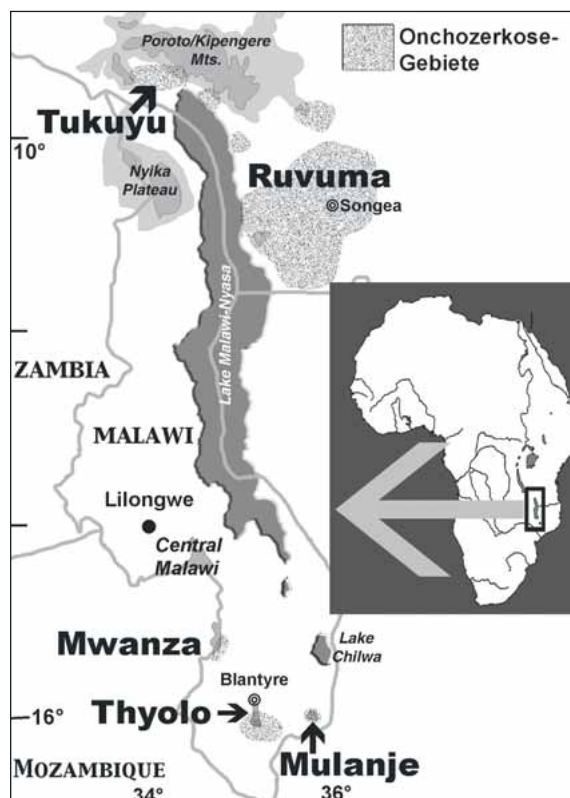 Poroto/Kipengere
Mts.
Onchozerkose-
Gebiete
Tukuyu
10°
Nyika
Plateau
Ruvuma
Songea
Lake Malawi-Nyasa
ZAMBIA
MALAWI
Lilongwe
Central
Malawi
Mwanza
Lake
Chilwa
Blantyre
Thyolo
16°
Mulanje
MOZAMBIQUE
34°
36°